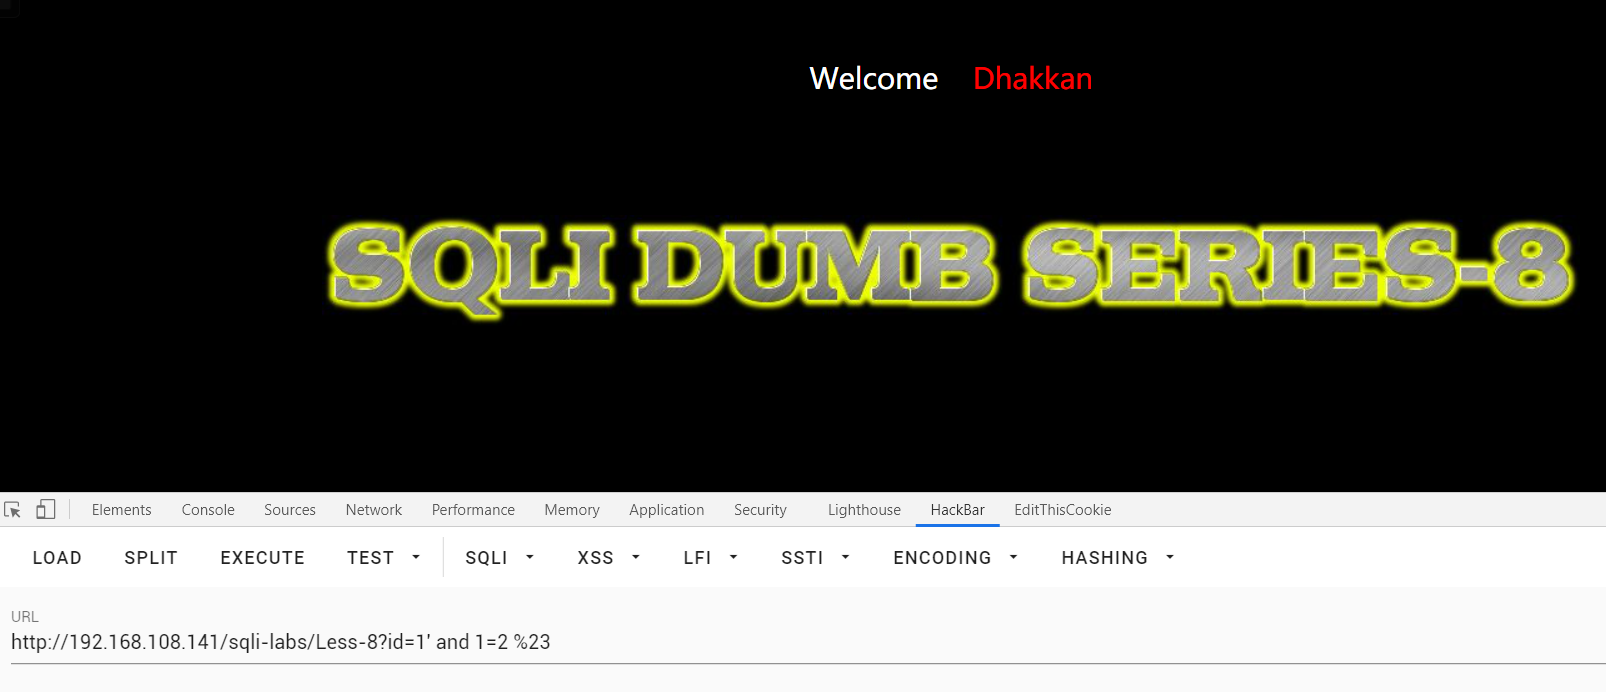 Welcome Dhakkan
SQLI DUMB SERIES-8
Elements Console Sources Network Performance Memory Application Security Lighthouse HackBar EditThisCookie
LOAD SPLIT EXECUTE TEST SQLI XSS LFI SSTI ENCODING HASHING
URL
http://192.168.108.141/sqli-labs/Less-8?id=1' and 1=2 %23